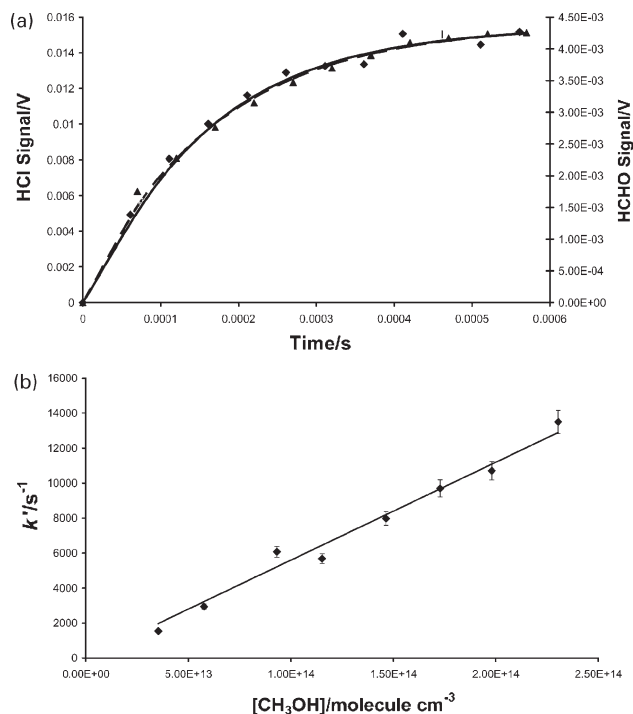 (a)
0.016
0.014
0.012
0.01
0.008
0.006
0.004
0.002
0
HCl Signal/V
4.50E-03
4.00E-03
3.50E-03
3.00E-03
2.50E-03
2.00E-03
1.50E-03
1.00E-03
5.00E-04
0.00E+00
HCHO Signal/V
0 0.0001 0.0002 0.0003 0.0004 0.0005 0.0006
Time/s
(b)
16000
14000
12000
10000
8000
6000
4000
2000
0
k'/s⁻¹
0.00E+00 5.00E+13 1.00E+14 1.50E+14 2.00E+14 2.50E+14
[CH₃OH]/molecule cm⁻³